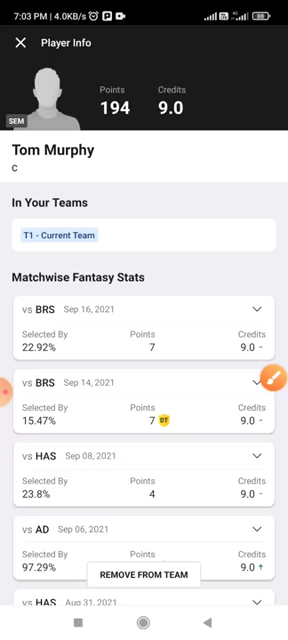 7:03 PM | 4.0KB/s
Player Info
Points Credits
194 9.0
SEM
Tom Murphy
C
In Your Teams
T1 - Current Team
Matchwise Fantasy Stats
vs BRS Sep 16, 2021
Selected By Points Credits
22.92% 7 9.0 -
vs BRS Sep 14, 2021
Selected By Points Credits
15.47% 7 DT 9.0 -
vs HAS Sep 08, 2021
Selected By Points Credits
23.8% 4 9.0 -
vs AD Sep 06, 2021
Selected By Points Credits
97.29% 9.0 ↑
REMOVE FROM TEAM
vs HAS Aug 31, 2021